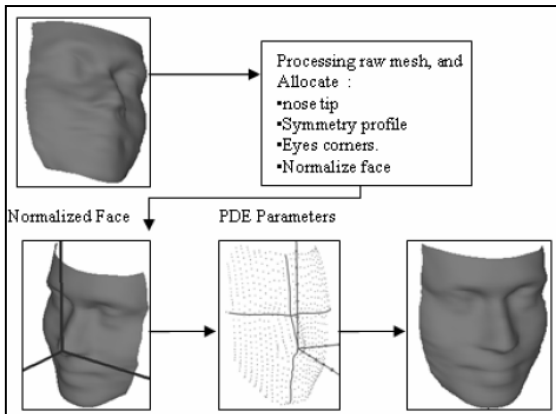 Processing raw mesh, and
Allocate :
▪nose tip
▪Symmetry profile
▪Eyes corners.
▪Normalize face
Normalized Face
PDE Parameters